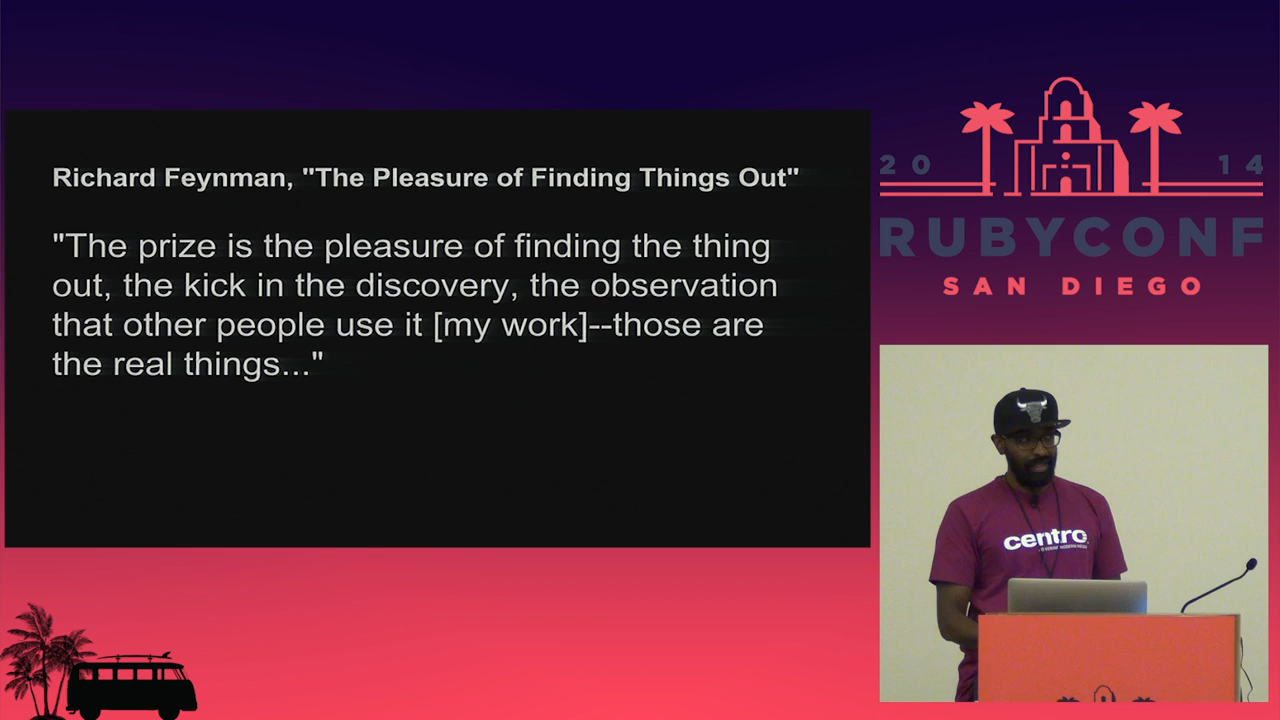 Richard Feynman, "The Pleasure of Finding Things Out"
"The prize is the pleasure of finding the thing
out, the kick in the discovery, the observation
that other people use it [my work]--those are
the real things..."
20 14
RUBYCONF
SAN DIEGO
centro